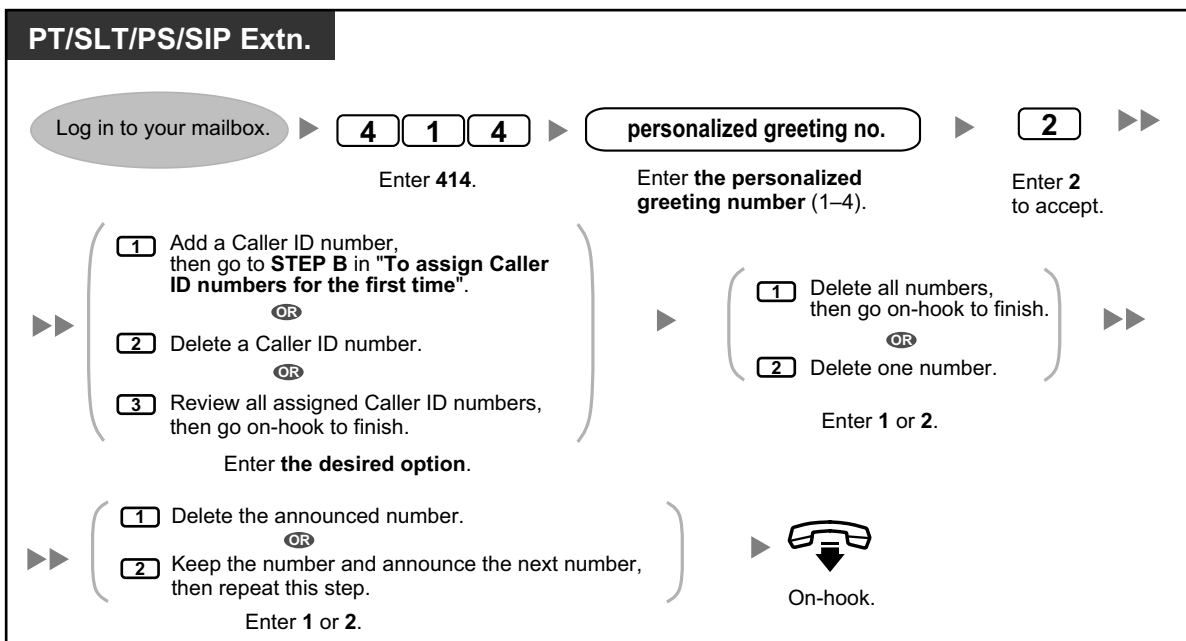 PT/SLT/PS/SIP Extn.
Log in to your mailbox.
4 1 4
personalized greeting no.
2
Enter 414.
Enter the personalized
greeting number (1–4).
Enter 2
to accept.
1 Add a Caller ID number,
then go to STEP B in "To assign Caller
ID numbers for the first time".
OR
2 Delete a Caller ID number.
OR
3 Review all assigned Caller ID numbers,
then go on-hook to finish.
Enter the desired option.
1 Delete all numbers,
then go on-hook to finish.
OR
2 Delete one number.
Enter 1 or 2.
1 Delete the announced number.
OR
2 Keep the number and announce the next number,
then repeat this step.
Enter 1 or 2.
On-hook.